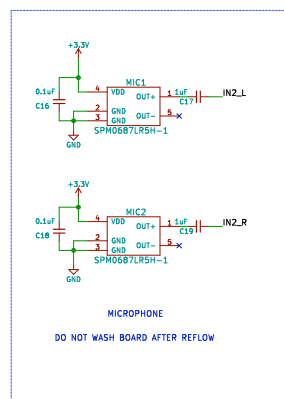 +3.3V
MIC1
0.1uF
C16
4 VDD
OUT+ 1
1uF
C17
IN2_L
2 GND
3 GND
OUT- 5
SPM0687LR5H-1
+3.3V
MIC2
0.1uF
C18
4 VDD
OUT+ 1
1uF
C19
IN2_R
2 GND
3 GND
OUT- 5
SPM0687LR5H-1
GND
GND
MICROPHONE
DO NOT WASH BOARD AFTER REFLOW